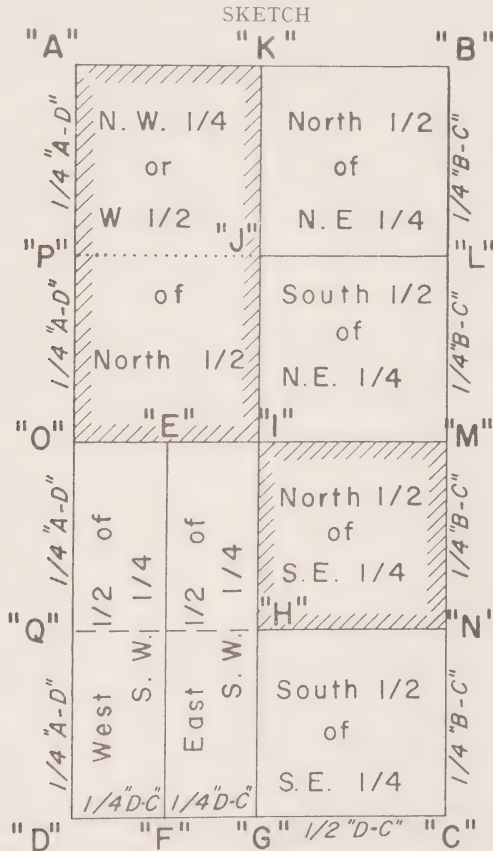 SKETCH
"A" "K" "B"
N. W. 1/4 North 1/2
or of
W 1/2 N. E 1/4
1/4 "A-D" 1/4 "B-C"
"P" "J" "L"
of South 1/2
of
North 1/2 N.E. 1/4
1/4 "A-D" 1/4 "B-C"
"O" "E" "I" "M"
North 1/2
of
S.E. 1/4
1/4 "A-D" 1/4 "B-C"
"Q" "H" "N"
West 1/2 of
S. W. 1/4
East 1/2 of
S. W. 1/4
South 1/2
of
S.E. 1/4
1/4 "A-D" 1/4 "B-C"
1/4 "D-C" 1/4 "D-C" 1/2 "D-C"
"D" "F" "G" "C"